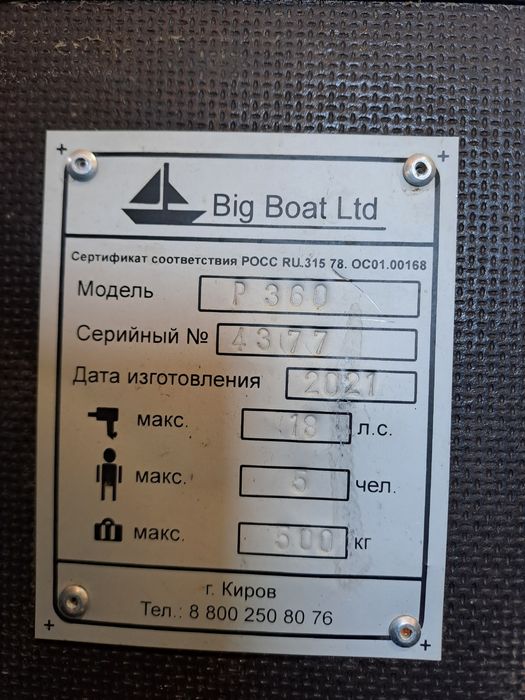 Big Boat Ltd
Сертификат соответствия РОСС RU.315 78. ОС01.00168
Модель P 360
Серийный № 4377
Дата изготовления 2021
макс. 18 л.с.
макс. 5 чел.
макс. 500 кг
г. Киров
Тел.: 8 800 250 80 76